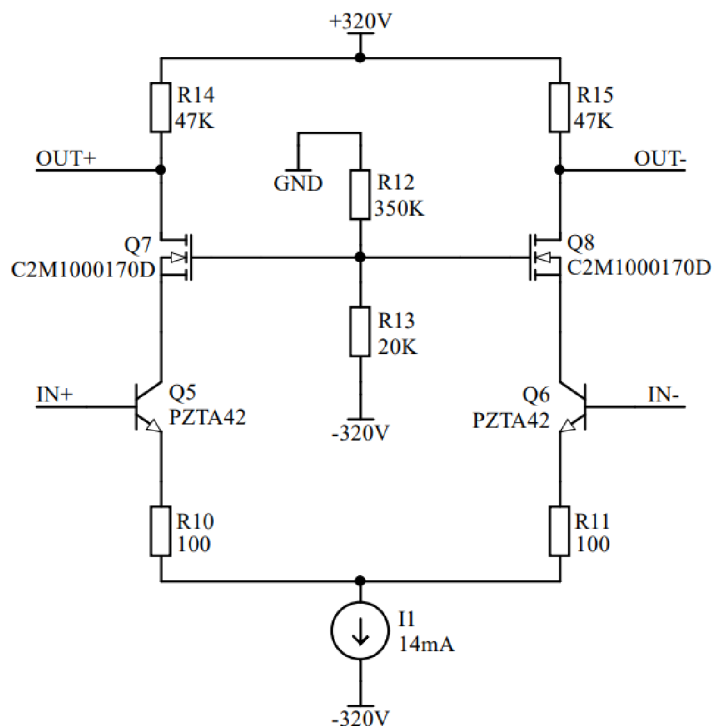 +320V
R14
47K
R15
47K
OUT+
OUT-
GND
R12
350K
Q7
C2M1000170D
Q8
C2M1000170D
R13
20K
IN+
Q5
PZTA42
Q6
PZTA42
IN-
-320V
R10
100
R11
100
I1
14mA
-320V